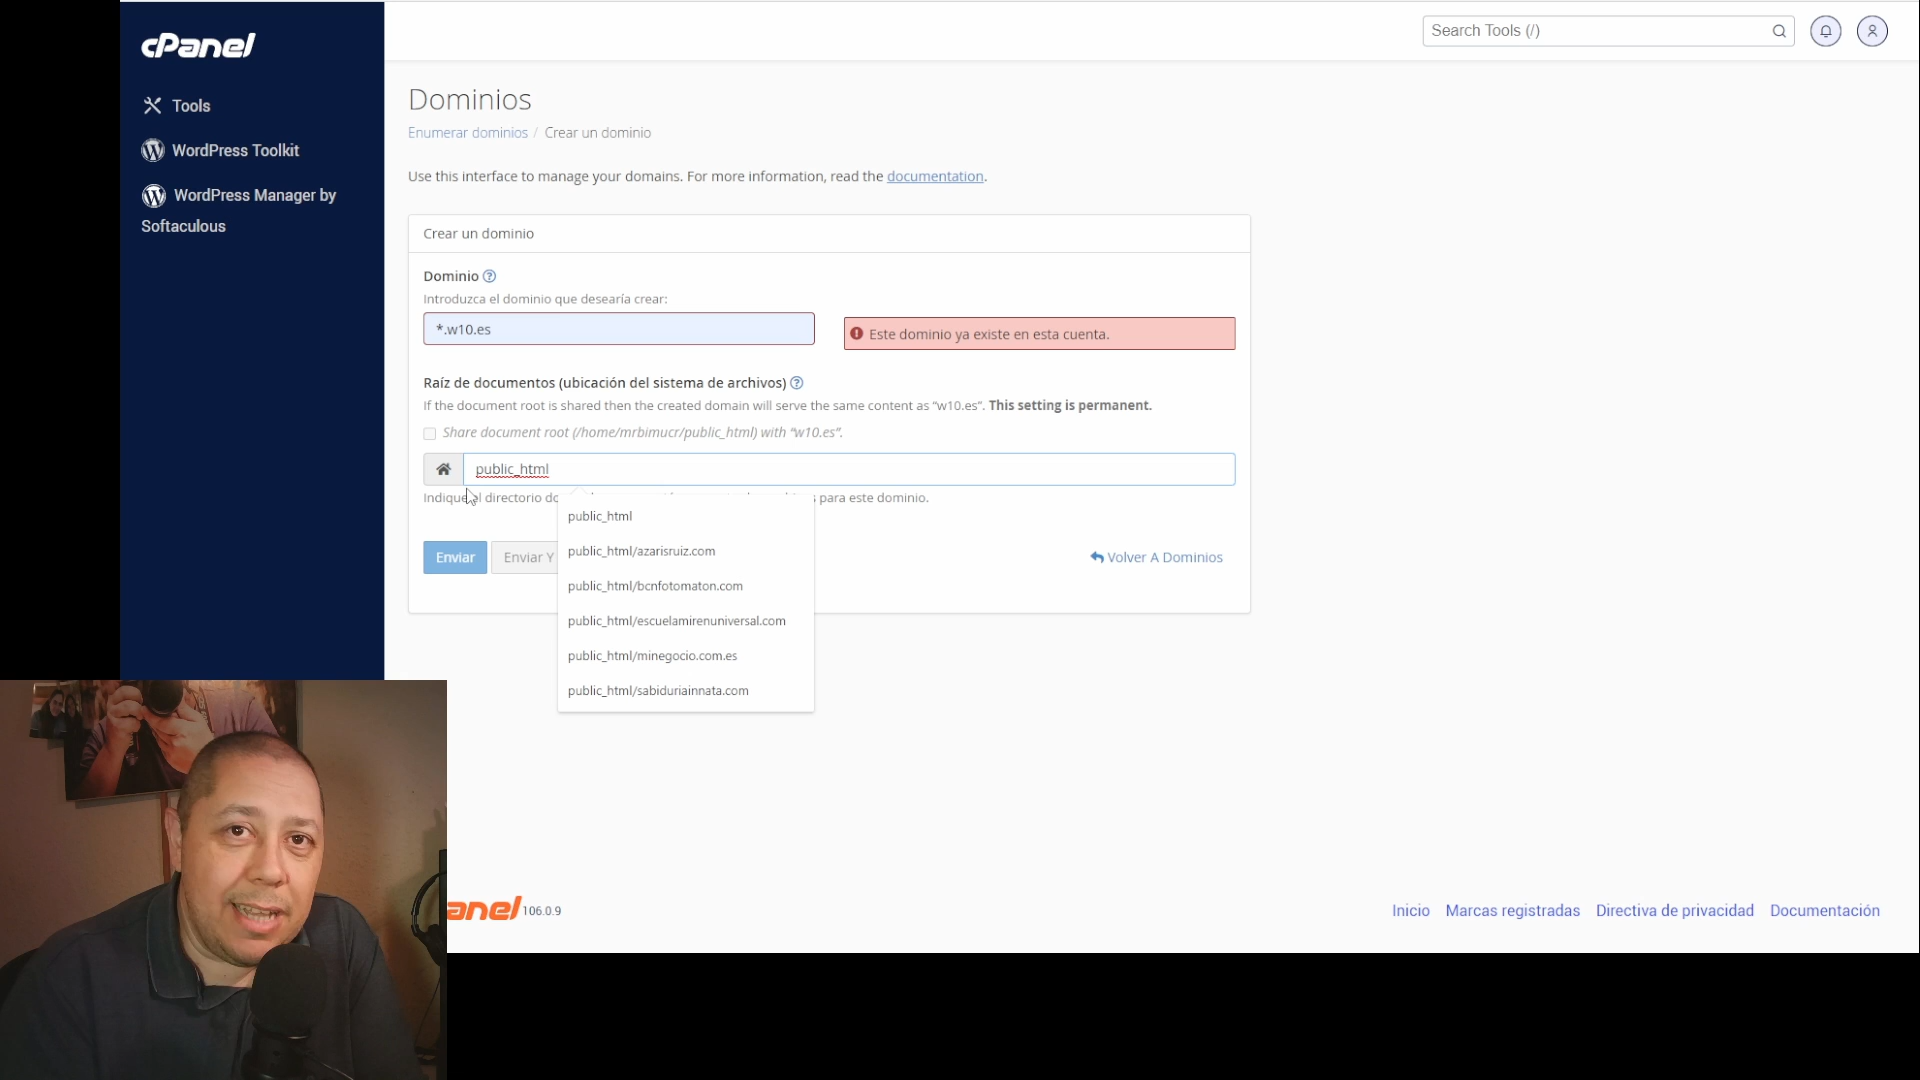 cPanel
Search Tools (/)
Tools
WordPress Toolkit
WordPress Manager by
Softaculous
Dominios
Enumerar dominios / Crear un dominio
Use this interface to manage your domains. For more information, read the documentation.
Crear un dominio
Dominio
Introduzca el dominio que desearía crear:
*.w10.es
Este dominio ya existe en esta cuenta.
Raíz de documentos (ubicación del sistema de archivos)
If the document root is shared then the created domain will serve the same content as “w10.es”. This setting is permanent.
Share document root (/home/mrbimucr/public_html) with “w10.es”.
public_html
Indique el directorio para este dominio.
Enviar
Enviar Y
Volver A Dominios
public_html
public_html/azarisruiz.com
public_html/bcnfotomaton.com
public_html/escuelamirenuniversal.com
public_html/minegocio.com.es
public_html/sabiduriainnata.com
anel 106.0.9
Inicio Marcas registradas Directiva de privacidad Documentación